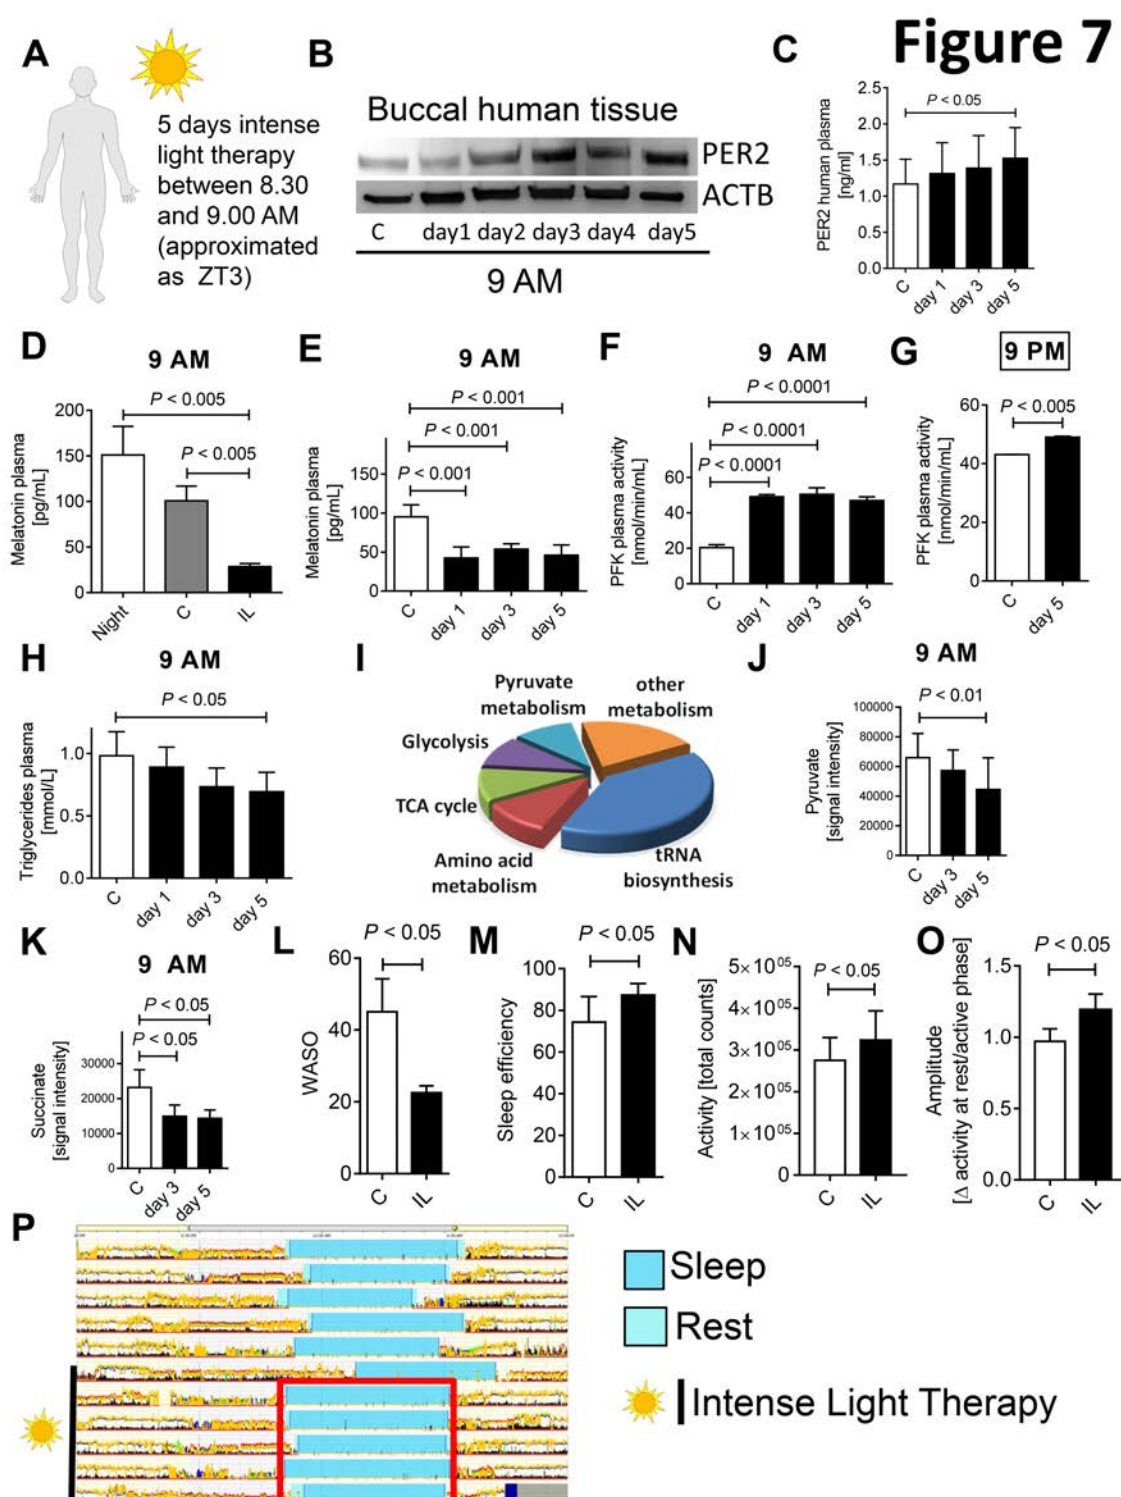 Figure 7
A
5 days intense
light therapy
between 8.30
and 9.00 AM
(approximated
as ZT3)
B
Buccal human tissue
PER2
ACTB
C day1 day2 day3 day4 day5
9 AM
C
PER2 human plasma
[ng/ml]
2.5
2.0
1.5
1.0
0.5
0.0
P < 0.05
C
day 1
day 3
day 5
D
9 AM
Melatonin plasma
[pg/mL]
200
150
100
50
0
P < 0.005
P < 0.005
Night
C
IL
E
9 AM
Melatonin plasma
[pg/mL]
150
100
50
0
P < 0.001
P < 0.001
P < 0.001
C
day 1
day 3
day 5
F
9 AM
PFK plasma activity
[nmol/min/mL]
60
40
20
0
P < 0.0001
P < 0.0001
P < 0.0001
C
day 1
day 3
day 5
G
9 PM
PFK plasma activity
[nmol/min/mL]
60
40
20
0
P < 0.005
C
day 5
H
9 AM
Triglycerides plasma
[mmol/L]
1.0
0.5
0.0
P < 0.05
C
day 1
day 3
day 5
I
Pyruvate
metabolism
other
metabolism
Glycolysis
TCA cycle
Amino acid
metabolism
tRNA
biosynthesis
J
9 AM
Pyruvate
[signal intensity]
100000
80000
60000
40000
20000
0
P < 0.01
C
day 3
day 5
K
9 AM
Succinate
[signal intensity]
30000
20000
10000
0
P < 0.05
P < 0.05
C
day 3
day 5
L
WASO
60
40
20
0
P < 0.05
C
IL
M
Sleep efficiency
100
80
60
40
20
0
P < 0.05
C
IL
N
Activity [total counts]
5×10⁰⁵
4×10⁰⁵
3×10⁰⁵
2×10⁰⁵
1×10⁰⁵
0
P < 0.05
C
IL
O
Amplitude
[Δ activity at rest/active phase]
1.5
1.0
0.5
0.0
P < 0.05
C
IL
P
Sleep
Rest
Intense Light Therapy